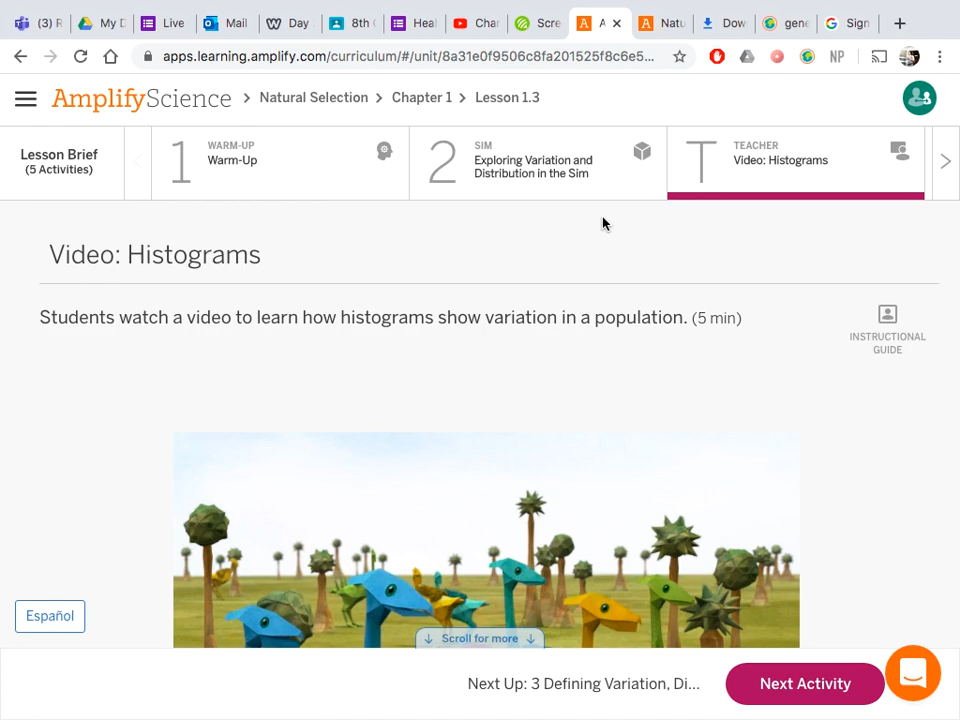 (3) R
My D
Live
Mail
Day
8th
Heal
Char
Scre
A
Natu
Dow
gene
Sign
apps.learning.amplify.com/curriculum/#/unit/8a31e0f9506c8fa201525f8c6e5...
NP
AmplifyScience > Natural Selection > Chapter 1 > Lesson 1.3
Lesson Brief
(5 Activities)
1
WARM-UP
Warm-Up
2
SIM
Exploring Variation and
Distribution in the Sim
T
TEACHER
Video: Histograms
Video: Histograms
Students watch a video to learn how histograms show variation in a population. (5 min)
INSTRUCTIONAL
GUIDE
Español
Scroll for more
Next Up: 3 Defining Variation, Di...
Next Activity